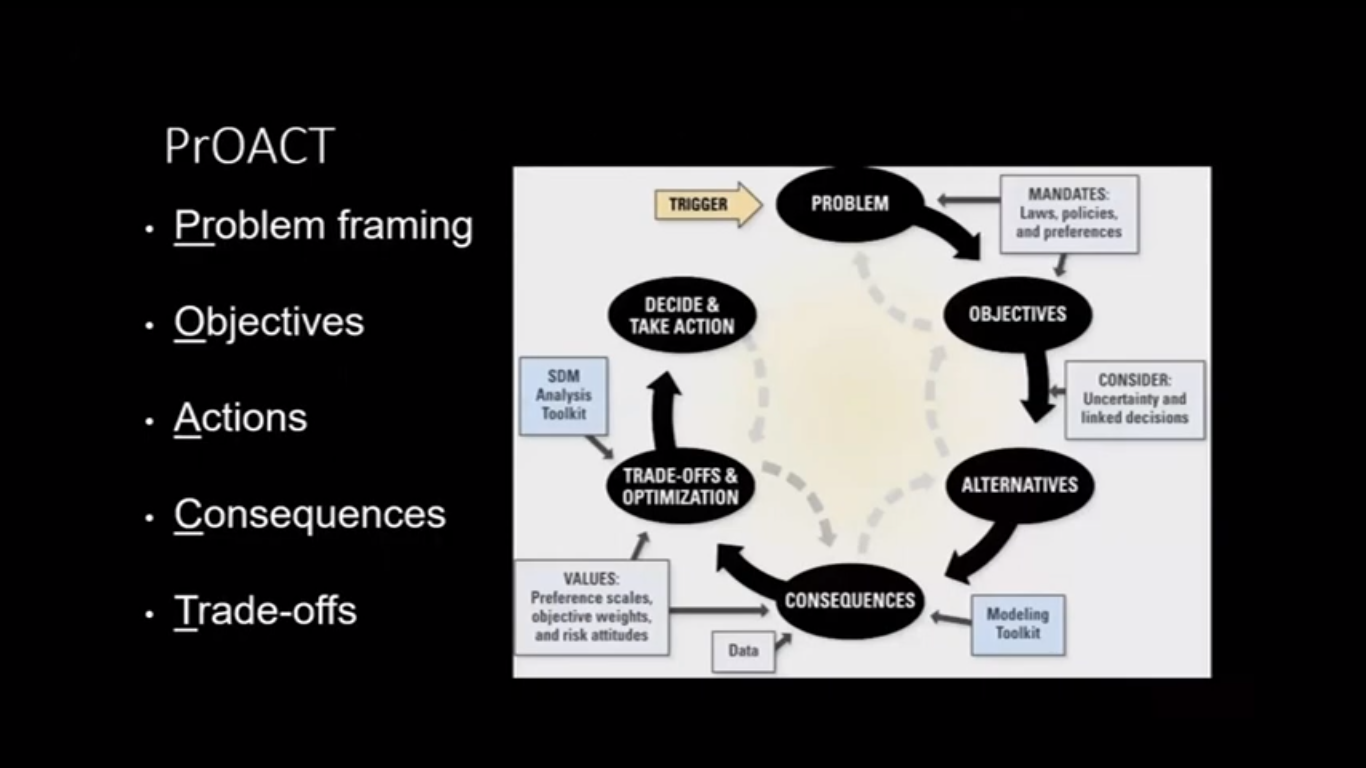 PrOACT
• Problem framing
• Objectives
• Actions
• Consequences
• Trade-offs
TRIGGER
PROBLEM
MANDATES:
Laws, policies,
and preferences
DECIDE &
TAKE ACTION
OBJECTIVES
SDM
Analysis
Toolkit
CONSIDER:
Uncertainty and
linked decisions
TRADE-OFFS &
OPTIMIZATION
ALTERNATIVES
VALUES:
Preference scales,
objective weights,
and risk attitudes
CONSEQUENCES
Data
Modeling
Toolkit